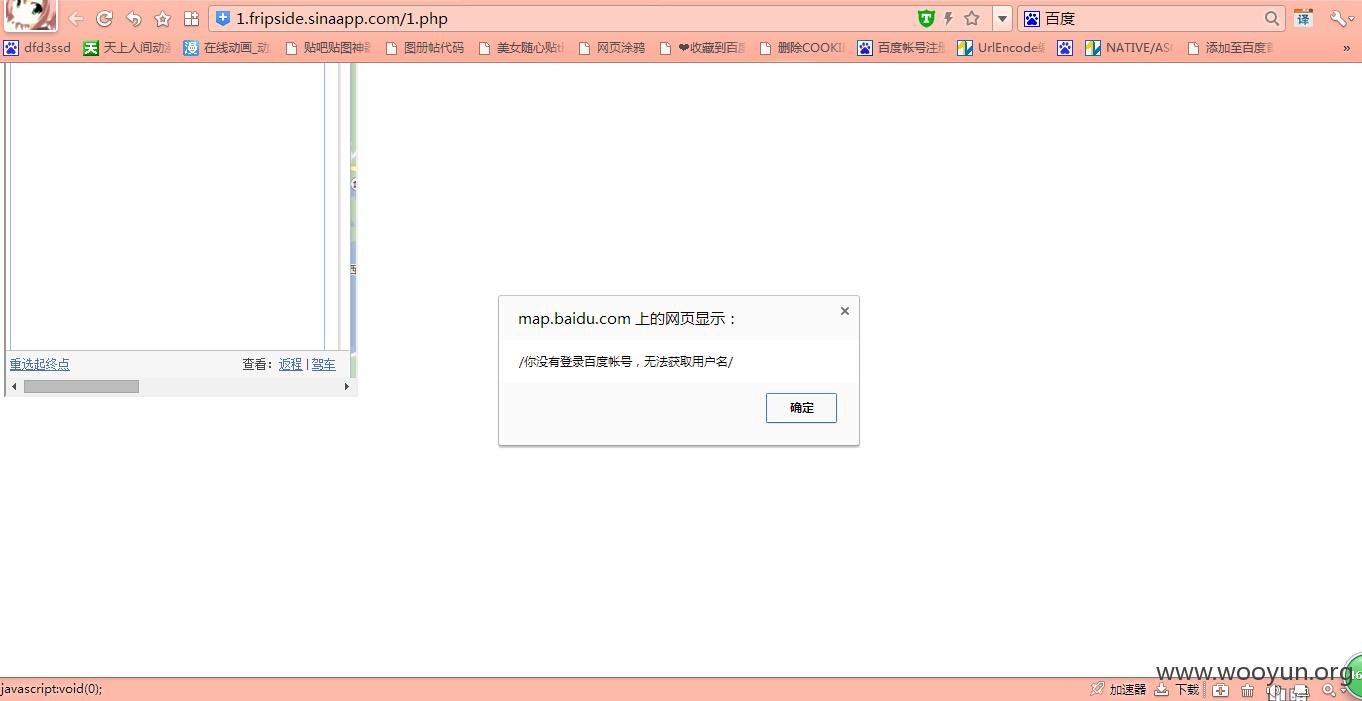 1.fripside.sinaapp.com/1.php
百度
译
dfd3ssd
天上人间动漫
在线动画_动
贴吧贴图神
图册帖代码
美女随心贴
网页涂鸦
❤收藏到百
删除COOKI
百度帐号注
UrlEncode
NATIVE/AS
添加至百度
»
map.baidu.com 上的网页显示：
/你没有登录百度帐号，无法获取用户名/
确定
重选起终点
查看：返程 | 驾车
www.wooyun.org
javascript:void(0);
加速器
下载